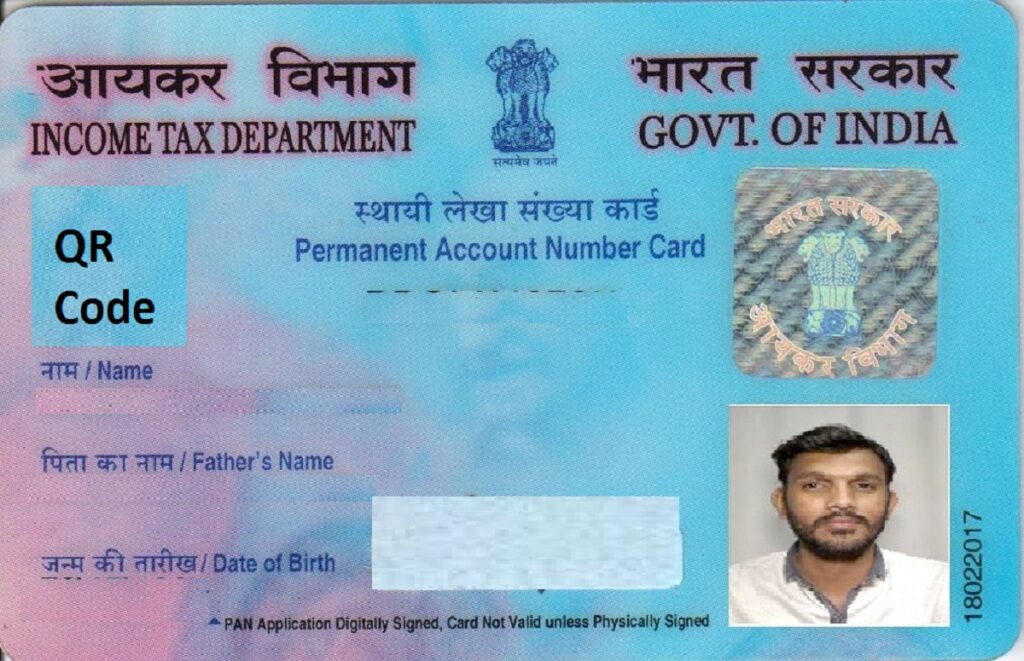 आयकर विभाग
INCOME TAX DEPARTMENT
सत्यमेव जयते
भारत सरकार
GOVT. OF INDIA
QR
Code
स्थायी लेखा संख्या कार्ड
Permanent Account Number Card
भारत सरकार
आयकर विभाग
नाम / Name
पिता का नाम / Father's Name
जन्म की तारीख / Date of Birth
18022017
PAN Application Digitally Signed, Card Not Valid unless Physically Signed